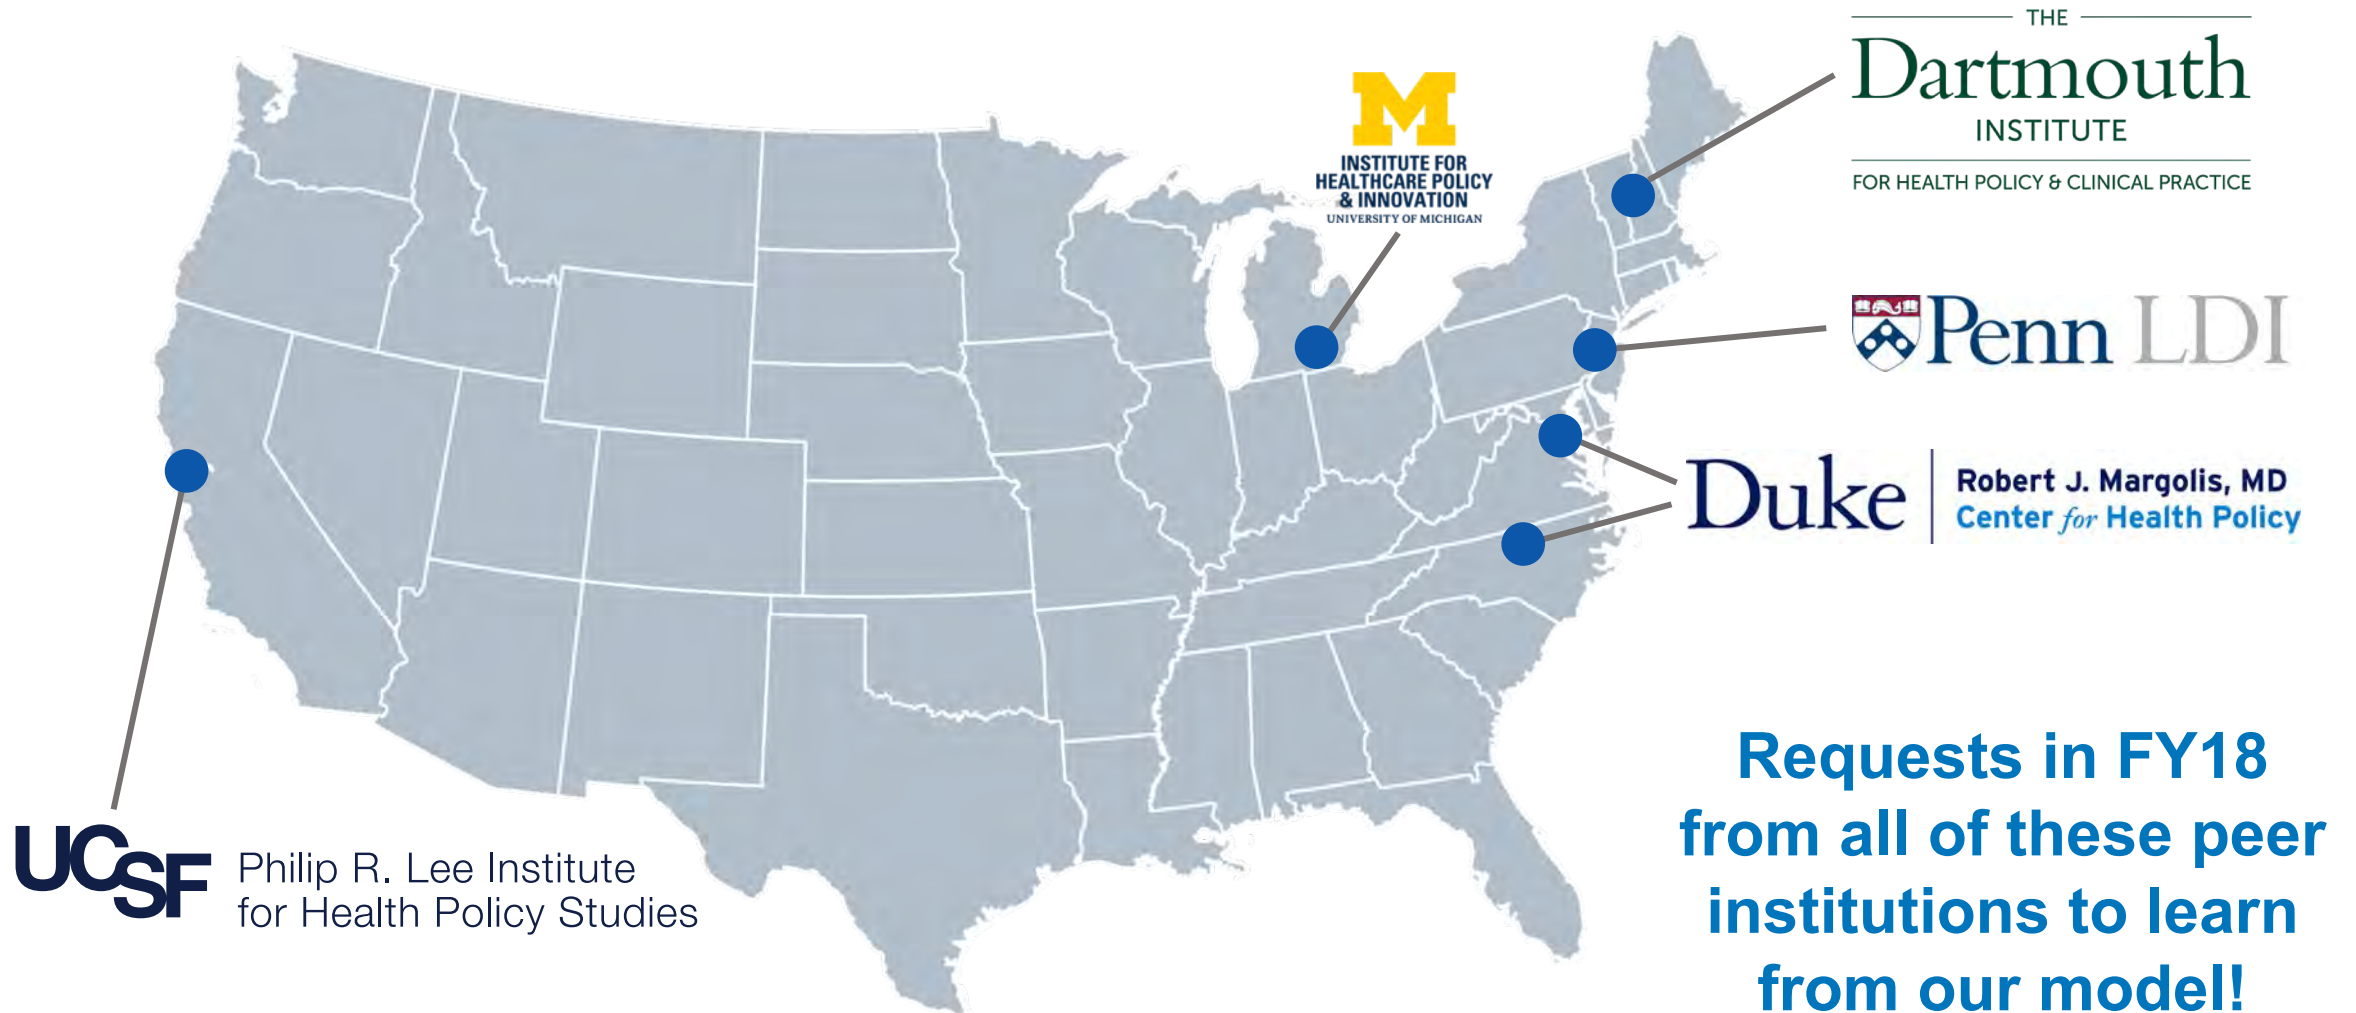 THE
Dartmouth
INSTITUTE
FOR HEALTH POLICY & CLINICAL PRACTICE
M
INSTITUTE FOR
HEALTHCARE POLICY
& INNOVATION
UNIVERSITY OF MICHIGAN
Penn LDI
Duke
Robert J. Margolis, MD
Center for Health Policy
UCSF
Philip R. Lee Institute
for Health Policy Studies
Requests in FY18
from all of these peer
institutions to learn
from our model!